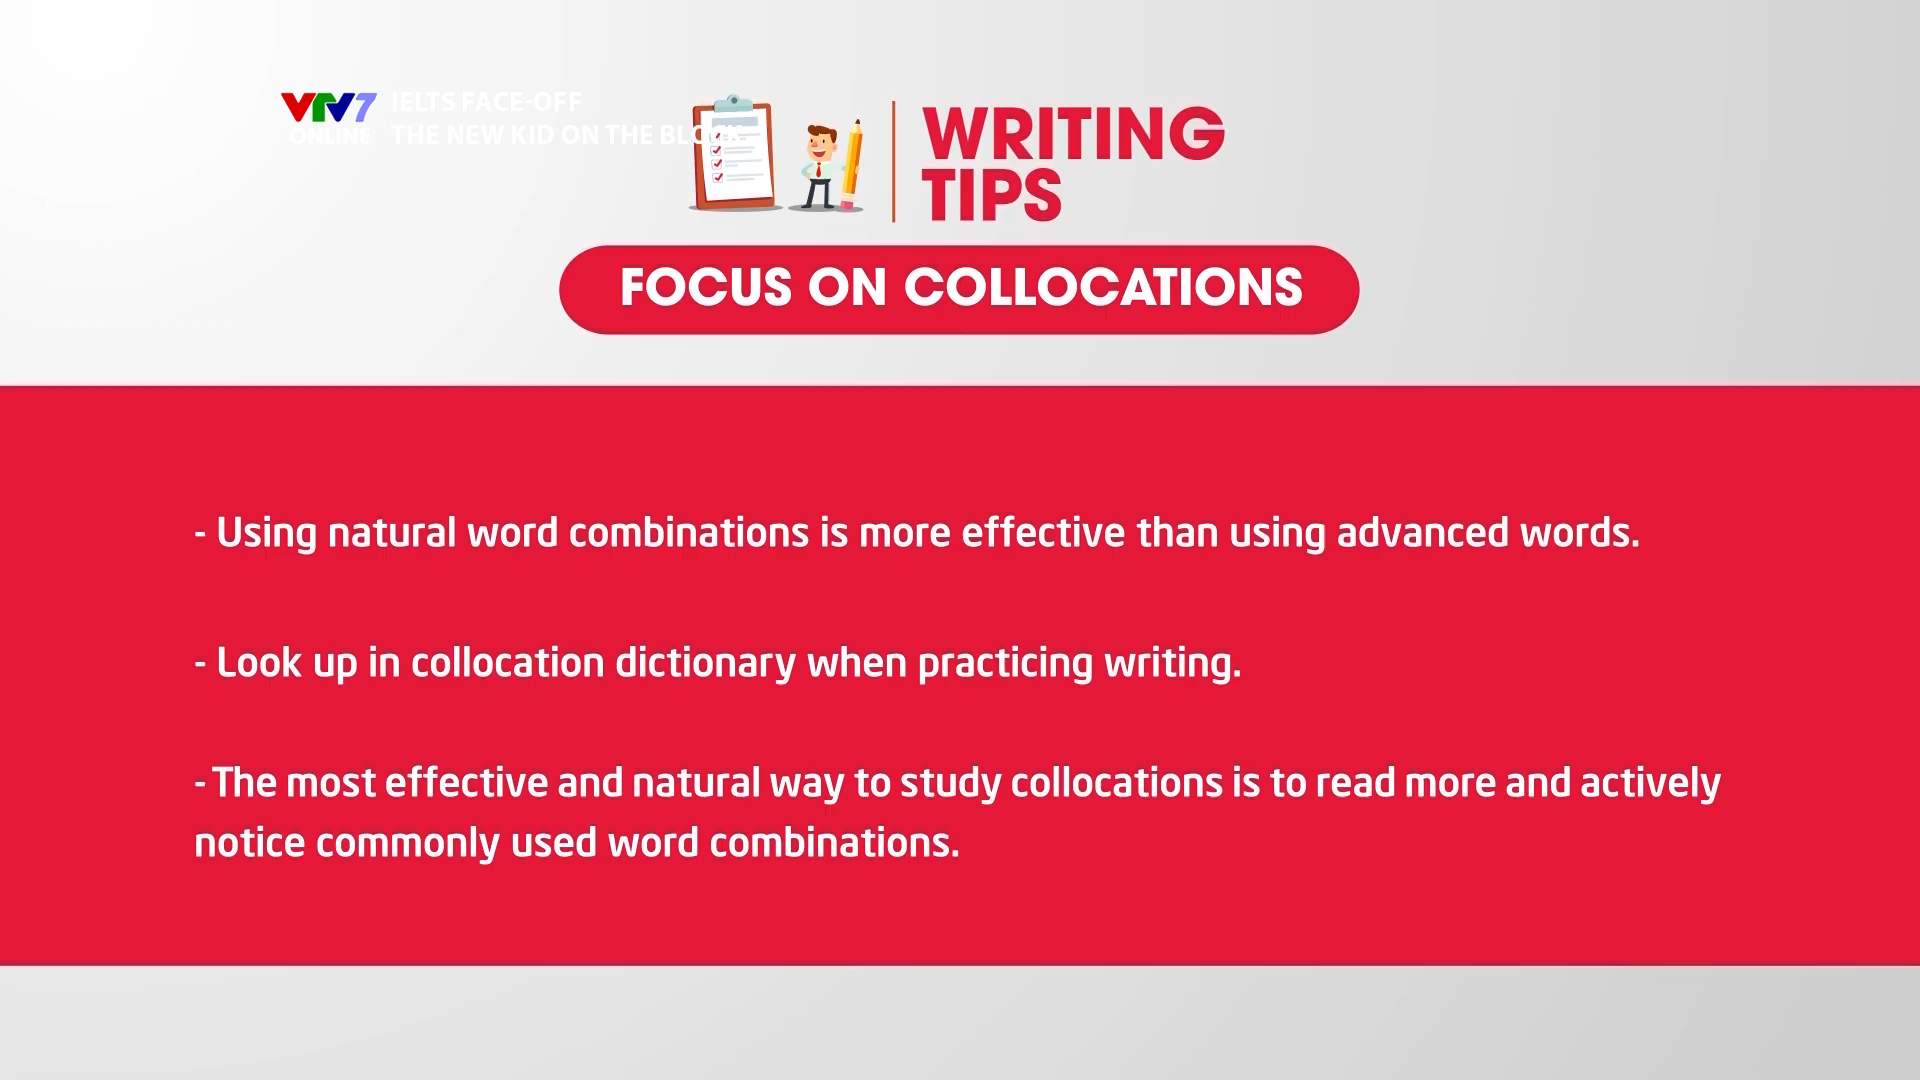 VTV7 IELTS FACE-OFF
ONLINE THE NEW KID ON THE BLOCK
WRITING
TIPS
FOCUS ON COLLOCATIONS
- Using natural word combinations is more effective than using advanced words.
- Look up in collocation dictionary when practicing writing.
- The most effective and natural way to study collocations is to read more and actively
notice commonly used word combinations.